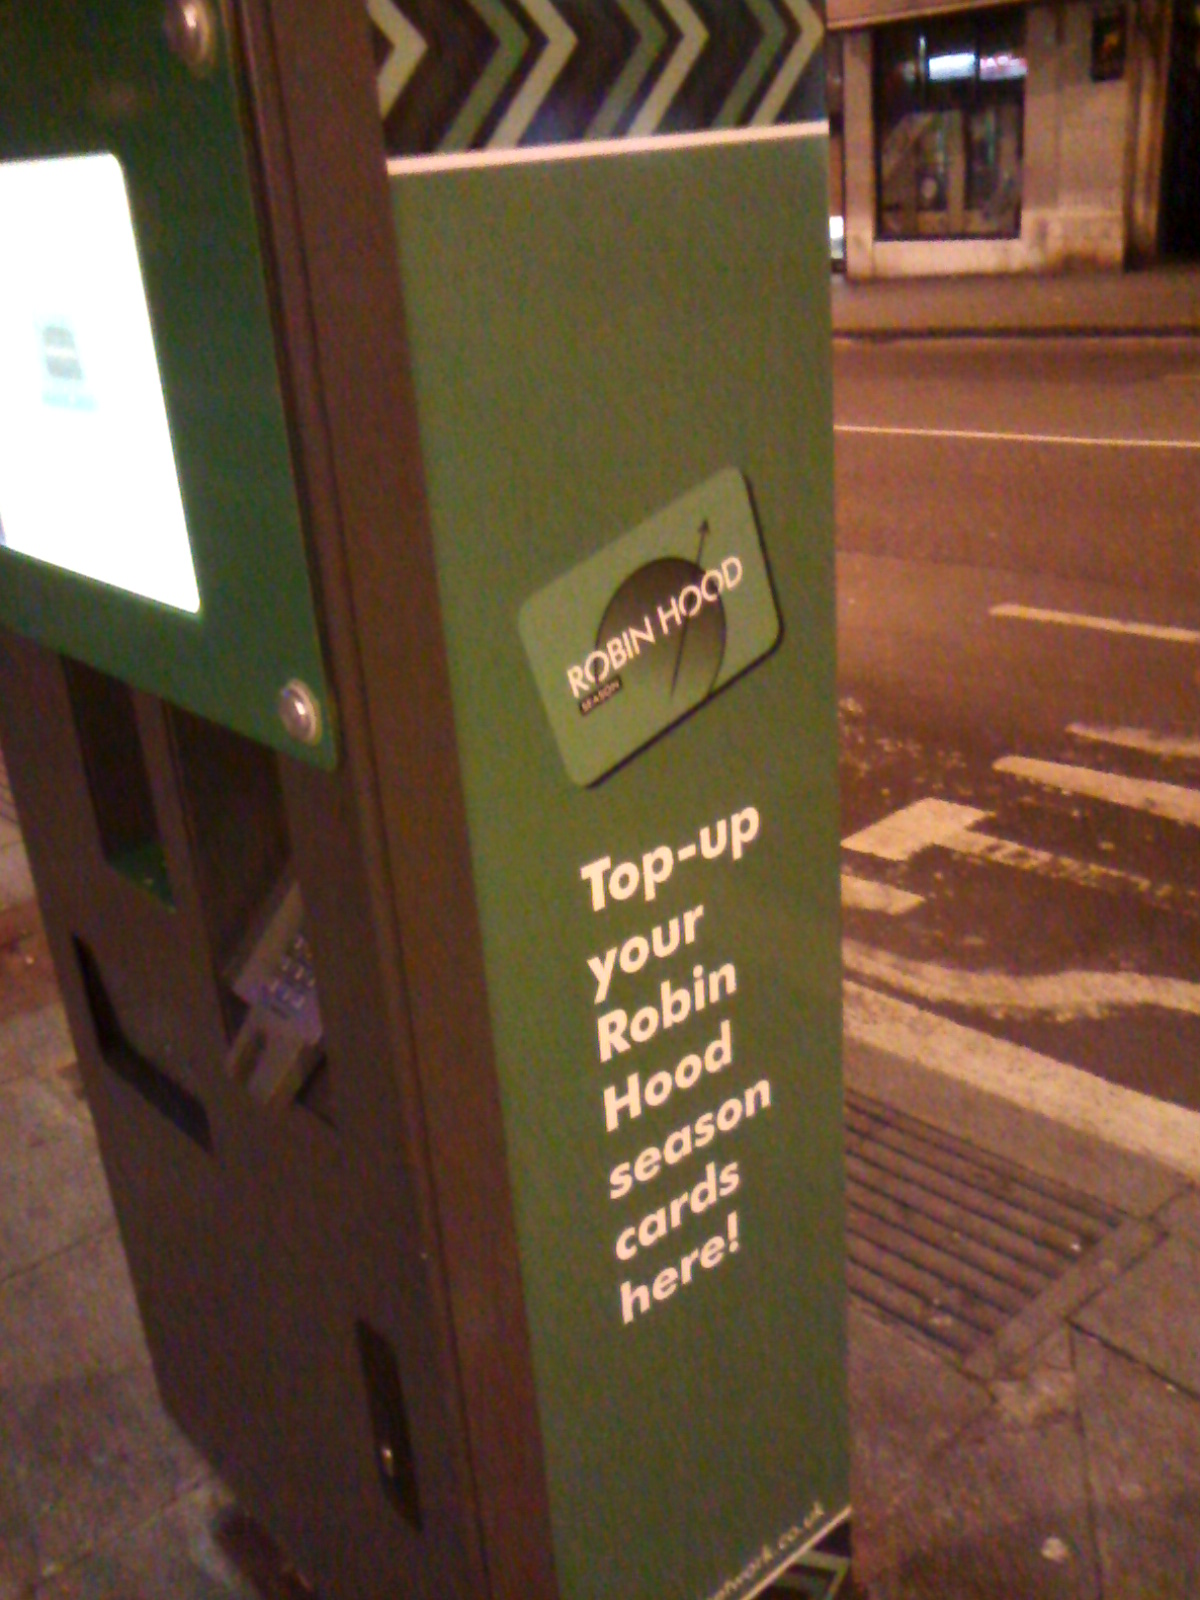 ROBIN HOOD
SEASON
Top-up
your
Robin
Hood
season
cards
here!